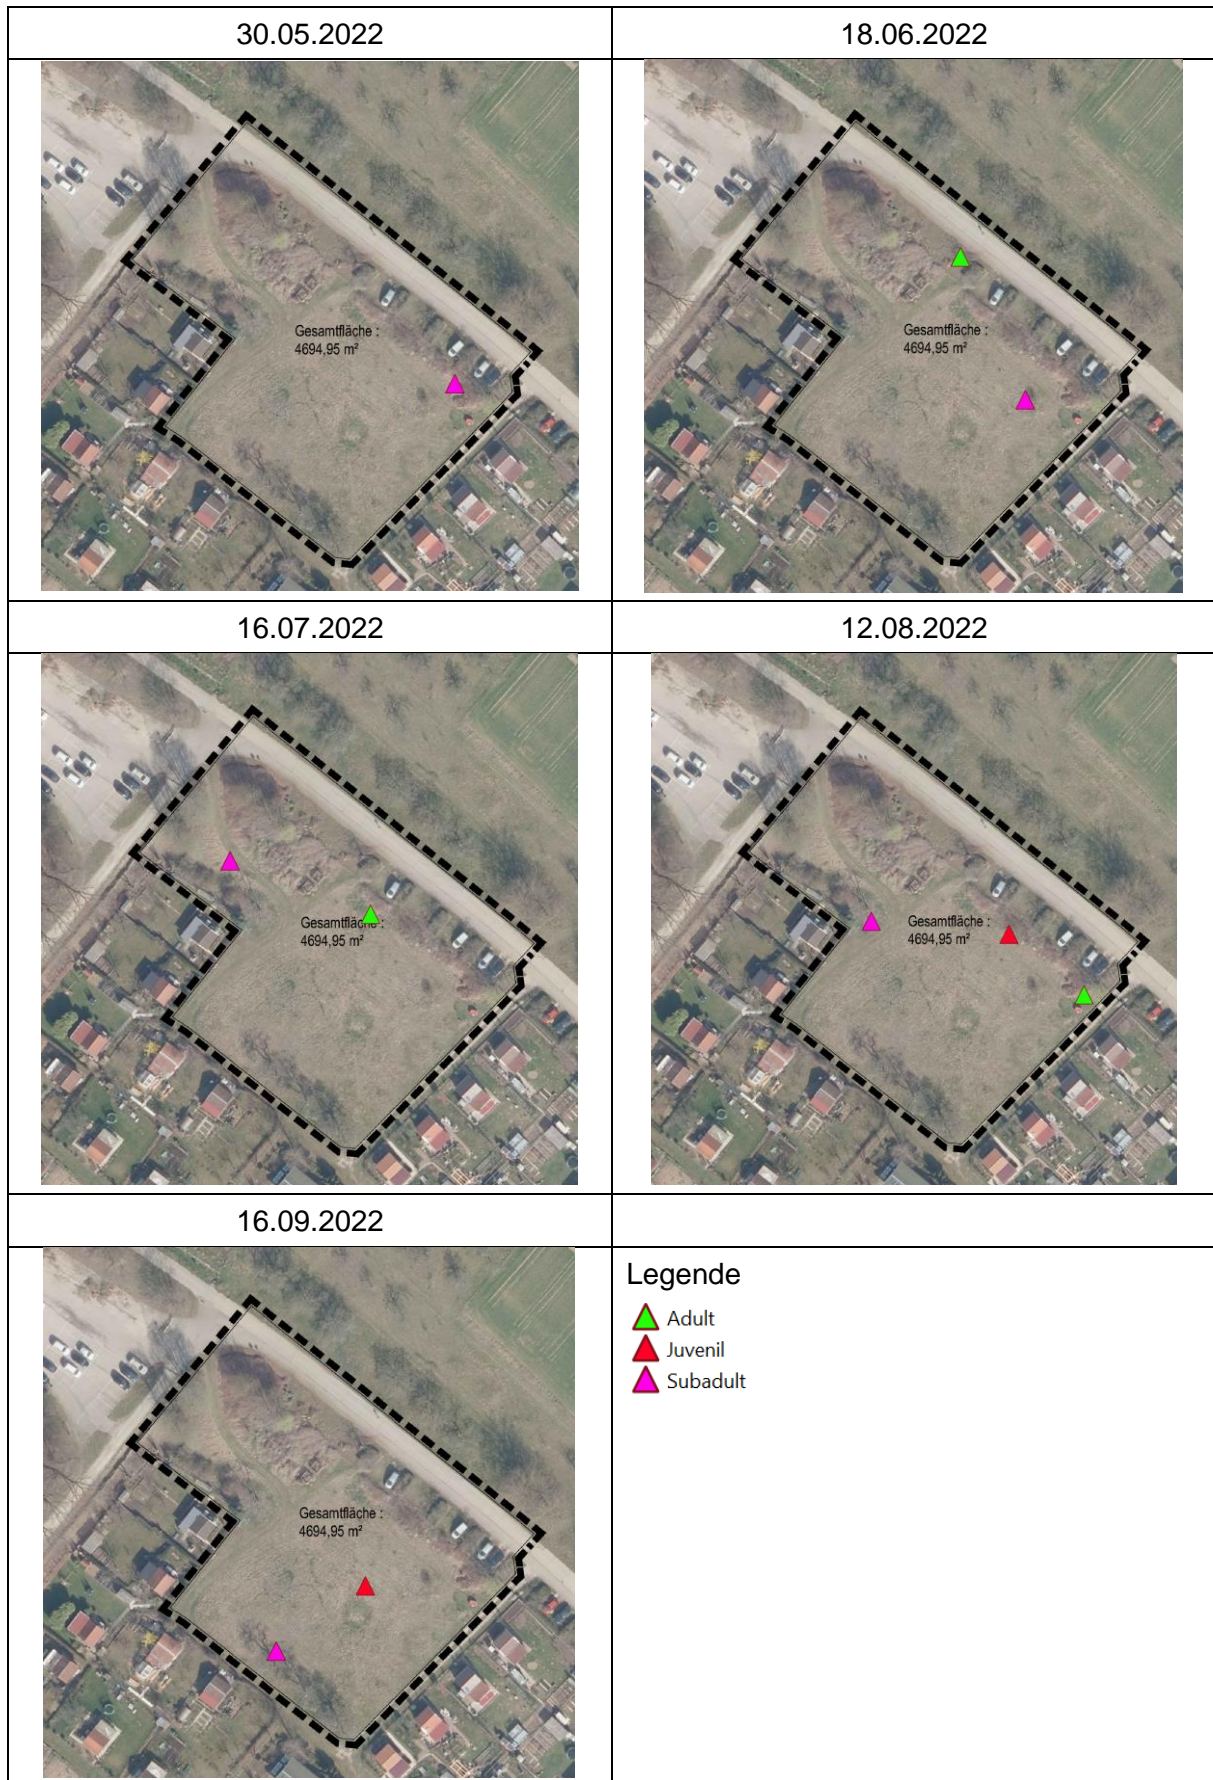 30.05.2022
18.06.2022
Gesamtfläche :
4694,95 m²
Gesamtfläche :
4694,95 m²
16.07.2022
12.08.2022
Gesamtfläche :
4694,95 m²
Gesamtfläche :
4694,95 m²
16.09.2022
Gesamtfläche :
4694,95 m²
Legende
Adult
Juvenil
Subadult